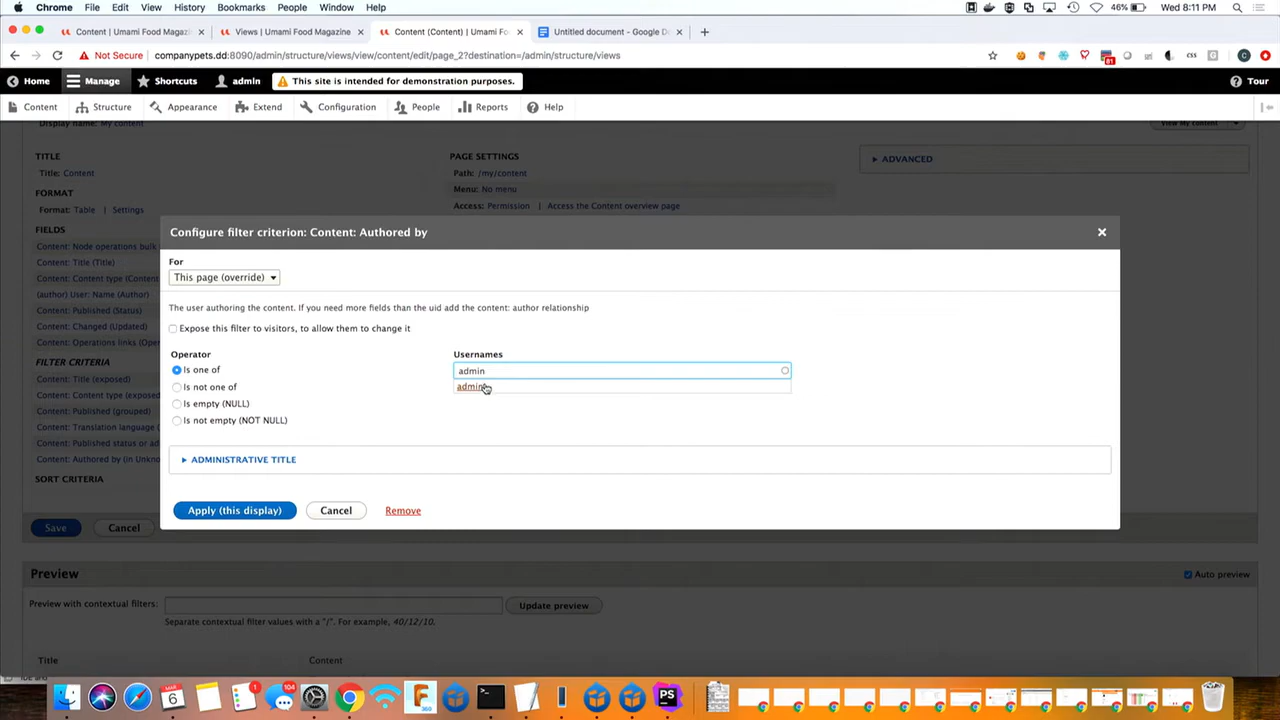 Chrome File Edit View History Bookmarks People Window Help 46% Wed 8:11 PM
Content | Umami Food Magazi Views | Umami Food Magazine Content (Content) | Umami Fo Untitled document - Google D
Not Secure companypets.dd:8090/admin/structure/views/view/content/edit/page_2?destination=/admin/structure/views
Home Manage Shortcuts admin This site is intended for demonstration purposes. Tour
Content Structure Appearance Extend Configuration People Reports Help
Display name: My content View My content
TITLE PAGE SETTINGS ADVANCED
Title: Content Path: /my/content
FORMAT Menu: No menu
Format: Table | Settings Access: Permission | Access the Content overview page
FIELDS
Content: Node operations bulk
Content: Title (Title)
Content: Content type (Content
(author) User: Name (Author)
Content: Published (Status)
Content: Changed (Updated)
Content: Operations links (Oper
FILTER CRITERIA
Content: Title (exposed)
Content: Content type (exposed
Content: Published (grouped)
Content: Translation language (
Content: Published status or ad
Content: Authored by (in Unkno
SORT CRITERIA
Configure filter criterion: Content: Authored by
For
This page (override)
The user authoring the content. If you need more fields than the uid add the content: author relationship
Expose this filter to visitors, to allow them to change it
Operator Usernames
Is one of admin
Is not one of admin
Is empty (NULL)
Is not empty (NOT NULL)
ADMINISTRATIVE TITLE
Apply (this display) Cancel Remove
Save Cancel
Preview Auto preview
Preview with contextual filters: Update preview
Separate contextual filter values with a "/". For example, 40/12/10.
Title Content